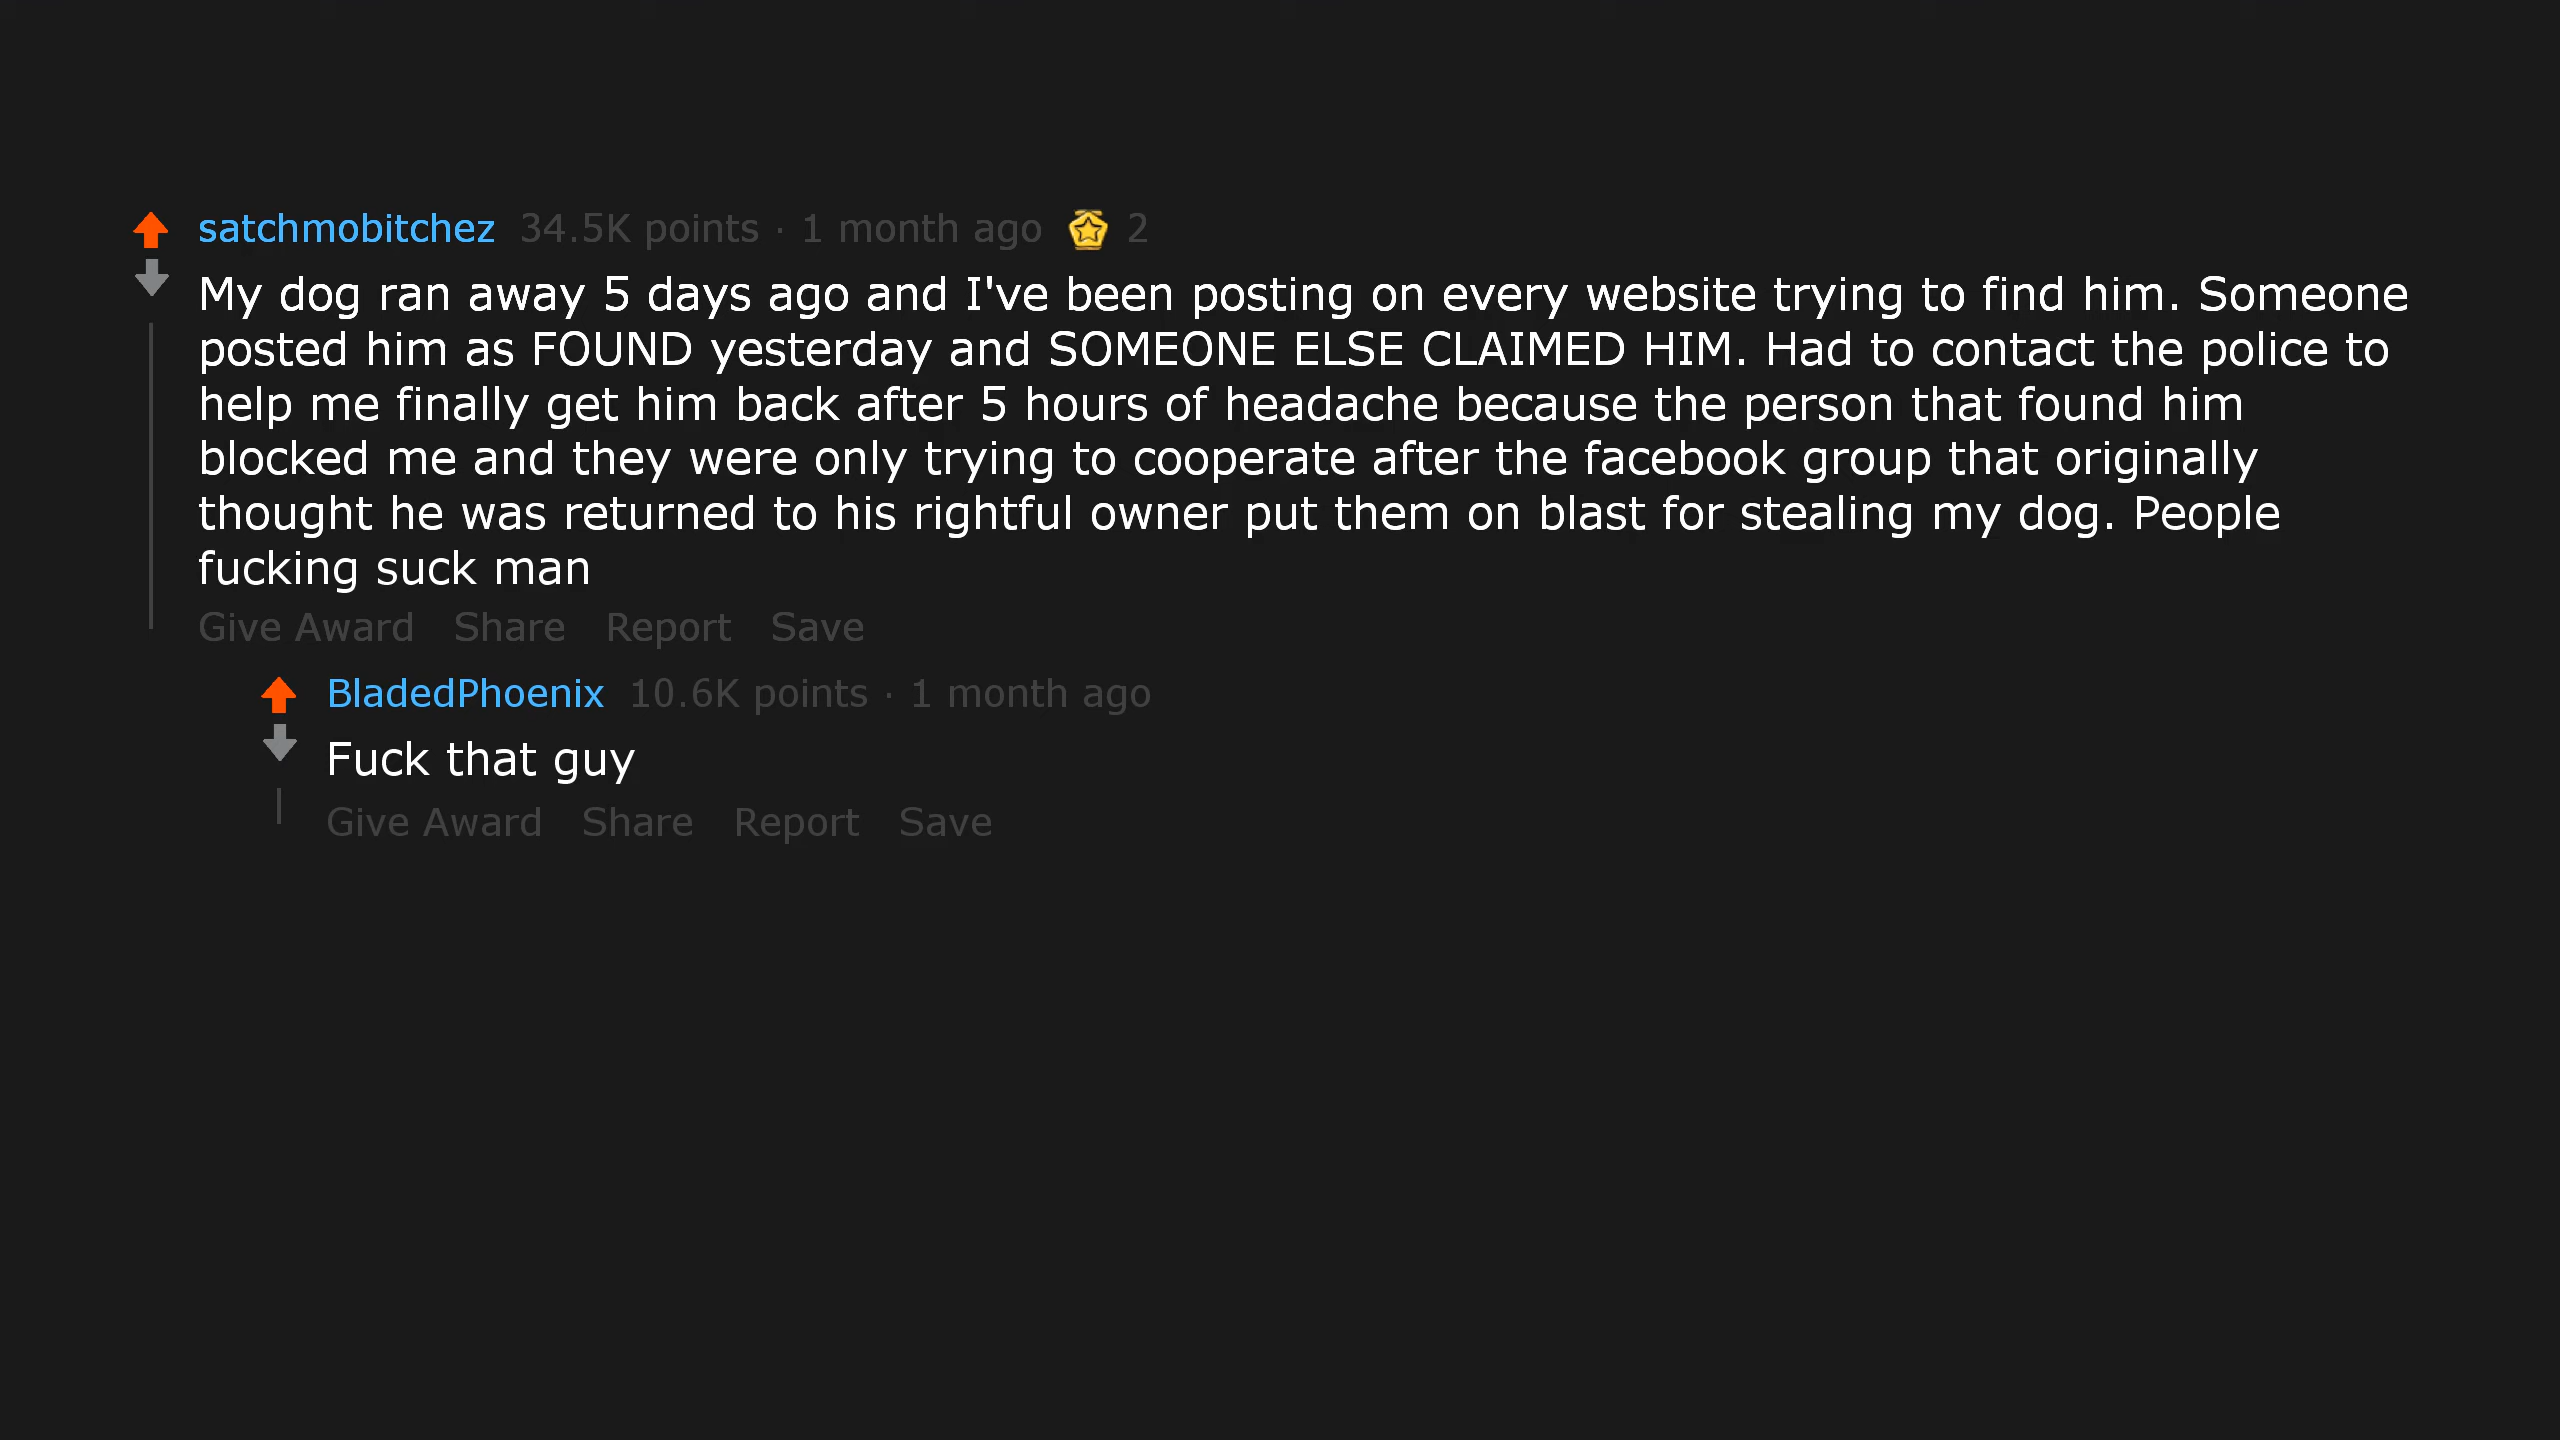 satchmobitchez 34.5K points · 1 month ago 2
My dog ran away 5 days ago and I've been posting on every website trying to find him. Someone
posted him as FOUND yesterday and SOMEONE ELSE CLAIMED HIM. Had to contact the police to
help me finally get him back after 5 hours of headache because the person that found him
blocked me and they were only trying to cooperate after the facebook group that originally
thought he was returned to his rightful owner put them on blast for stealing my dog. People
fucking suck man
Give Award Share Report Save
BladedPhoenix 10.6K points · 1 month ago
Fuck that guy
Give Award Share Report Save